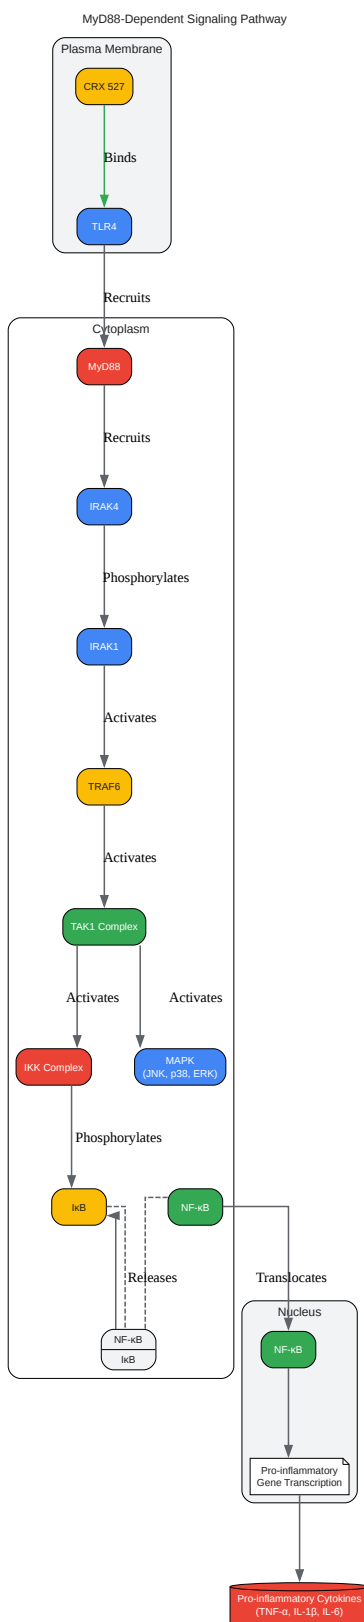 MyD88-Dependent Signaling Pathway
Plasma Membrane
CRX 527
Binds
TLR4
Recruits
Cytoplasm
MyD88
Recruits
IRAK4
Phosphorylates
IRAK1
Activates
TRAF6
Activates
TAK1 Complex
Activates
Activates
IKK Complex
MAPK
(JNK, p38, ERK)
Phosphorylates
IκB
NF-κB
Releases
Translocates
NF-κB
IκB
Nucleus
NF-κB
Pro-inflammatory
Gene Transcription
Pro-inflammatory Cytokines
(TNF-α, IL-1β, IL-6)